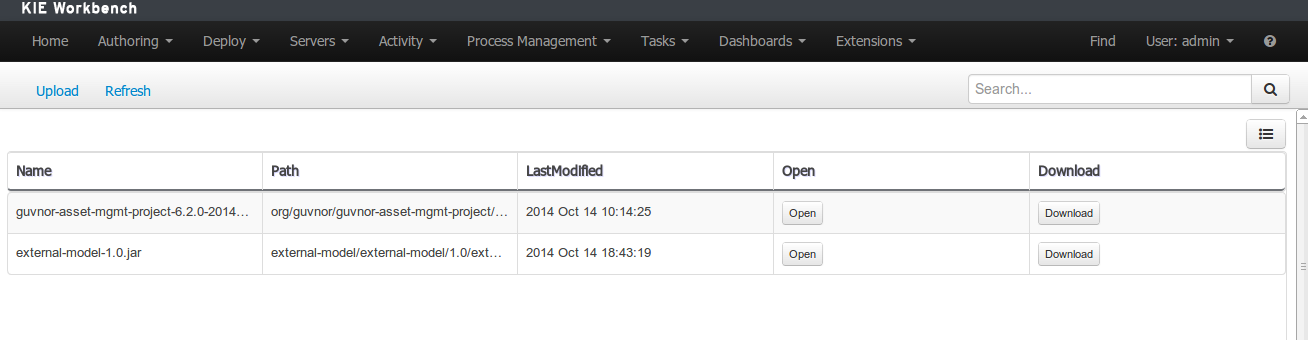 KIE Workbench
Home Authoring Deploy Servers Activity Process Management Tasks Dashboards Extensions Find User: admin
Upload Refresh Search...
Name Path LastModified Open Download
guvnor-asset-mgmt-project-6.2.0-2014... org/guvnor/guvnor-asset-mgmt-project/... 2014 Oct 14 10:14:25 Open Download
external-model-1.0.jar external-model/external-model/1.0/ext... 2014 Oct 14 18:43:19 Open Download